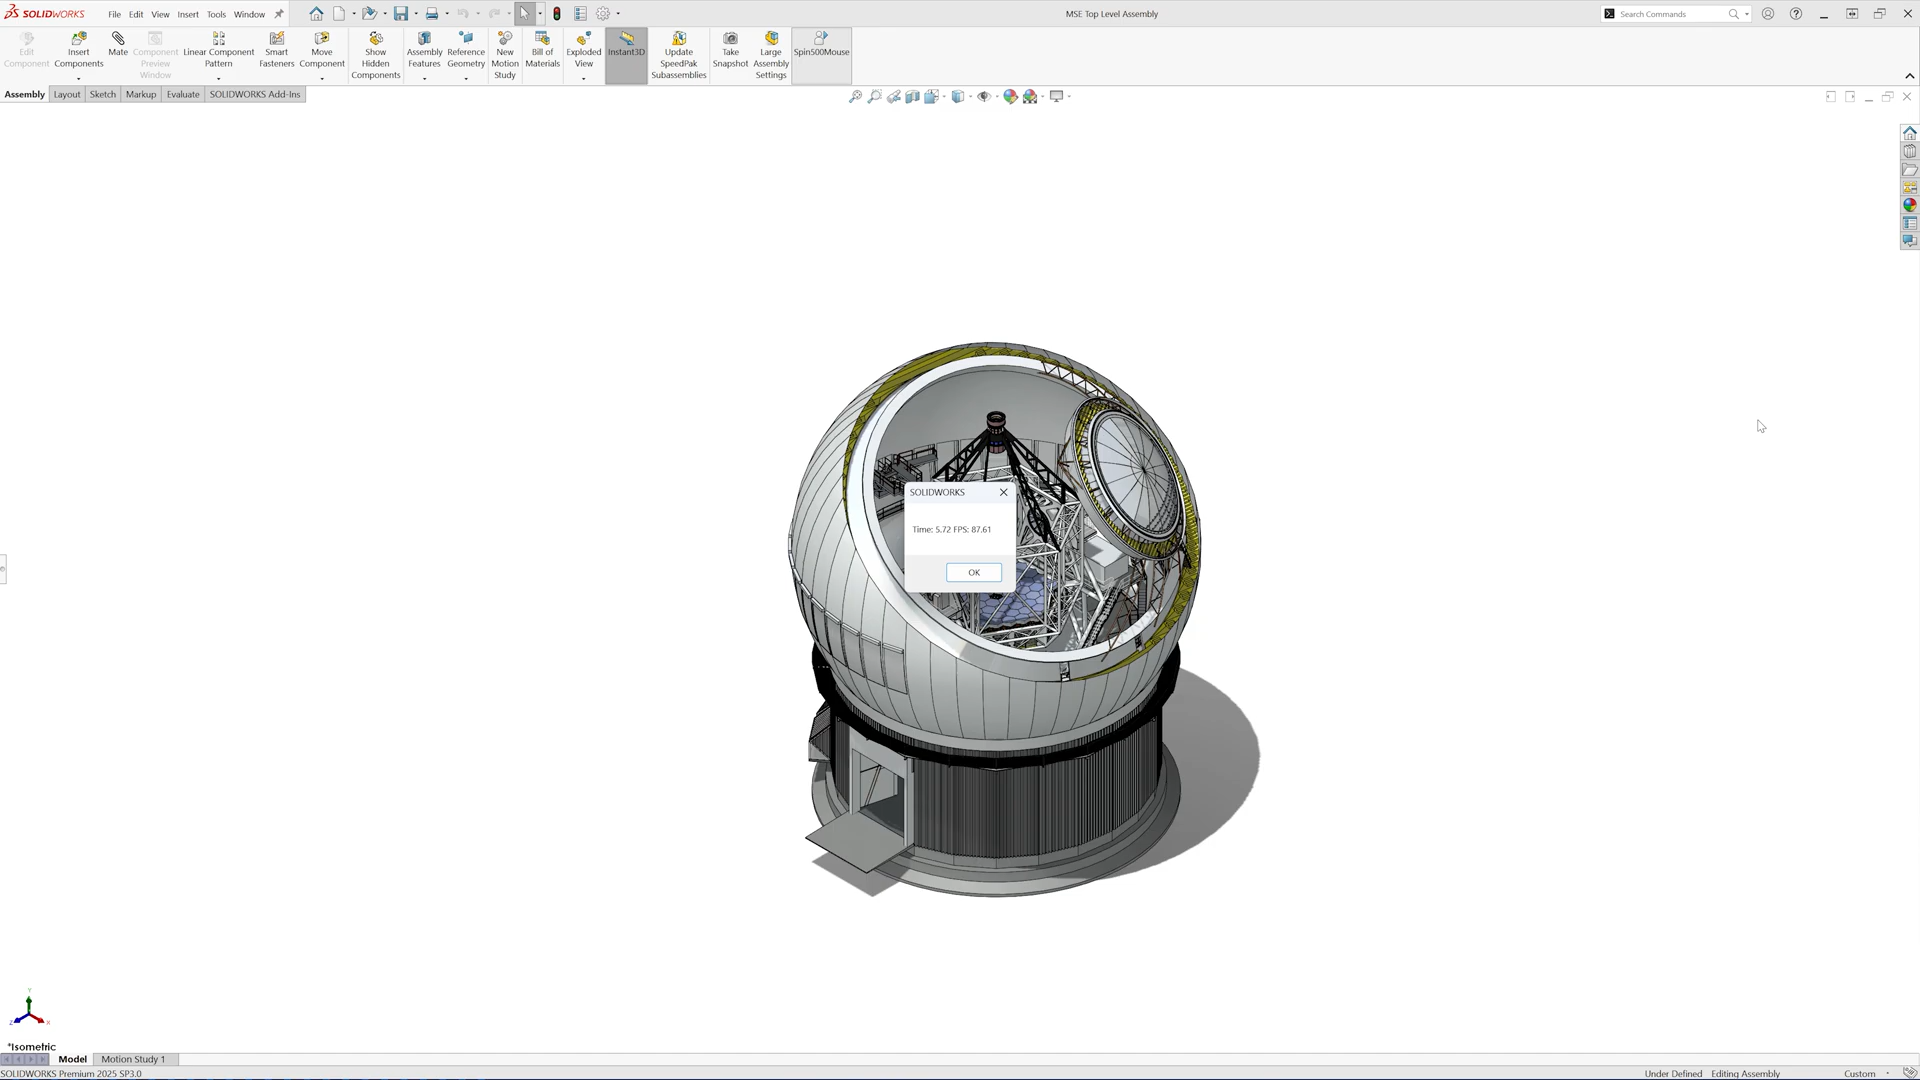 SOLIDWORKS File Edit View Insert Tools Window MSE Top Level Assembly Search Commands
Edit Component
Insert Components
Mate
Component Preview Window
Linear Component Pattern
Smart Fasteners
Move Component
Show Hidden Components
Assembly Features
Reference Geometry
New Motion Study
Bill of Materials
Exploded View
Instant3D
Update SpeedPak Subassemblies
Take Snapshot
Large Assembly Settings
Spin500Mouse
Assembly Layout Sketch Markup Evaluate SOLIDWORKS Add-Ins
SOLIDWORKS
Time: 5.72 FPS: 87.61
OK
Y
Z X
*Isometric
Model Motion Study 1
SOLIDWORKS Premium 2025 SP3.0 Under Defined Editing Assembly Custom